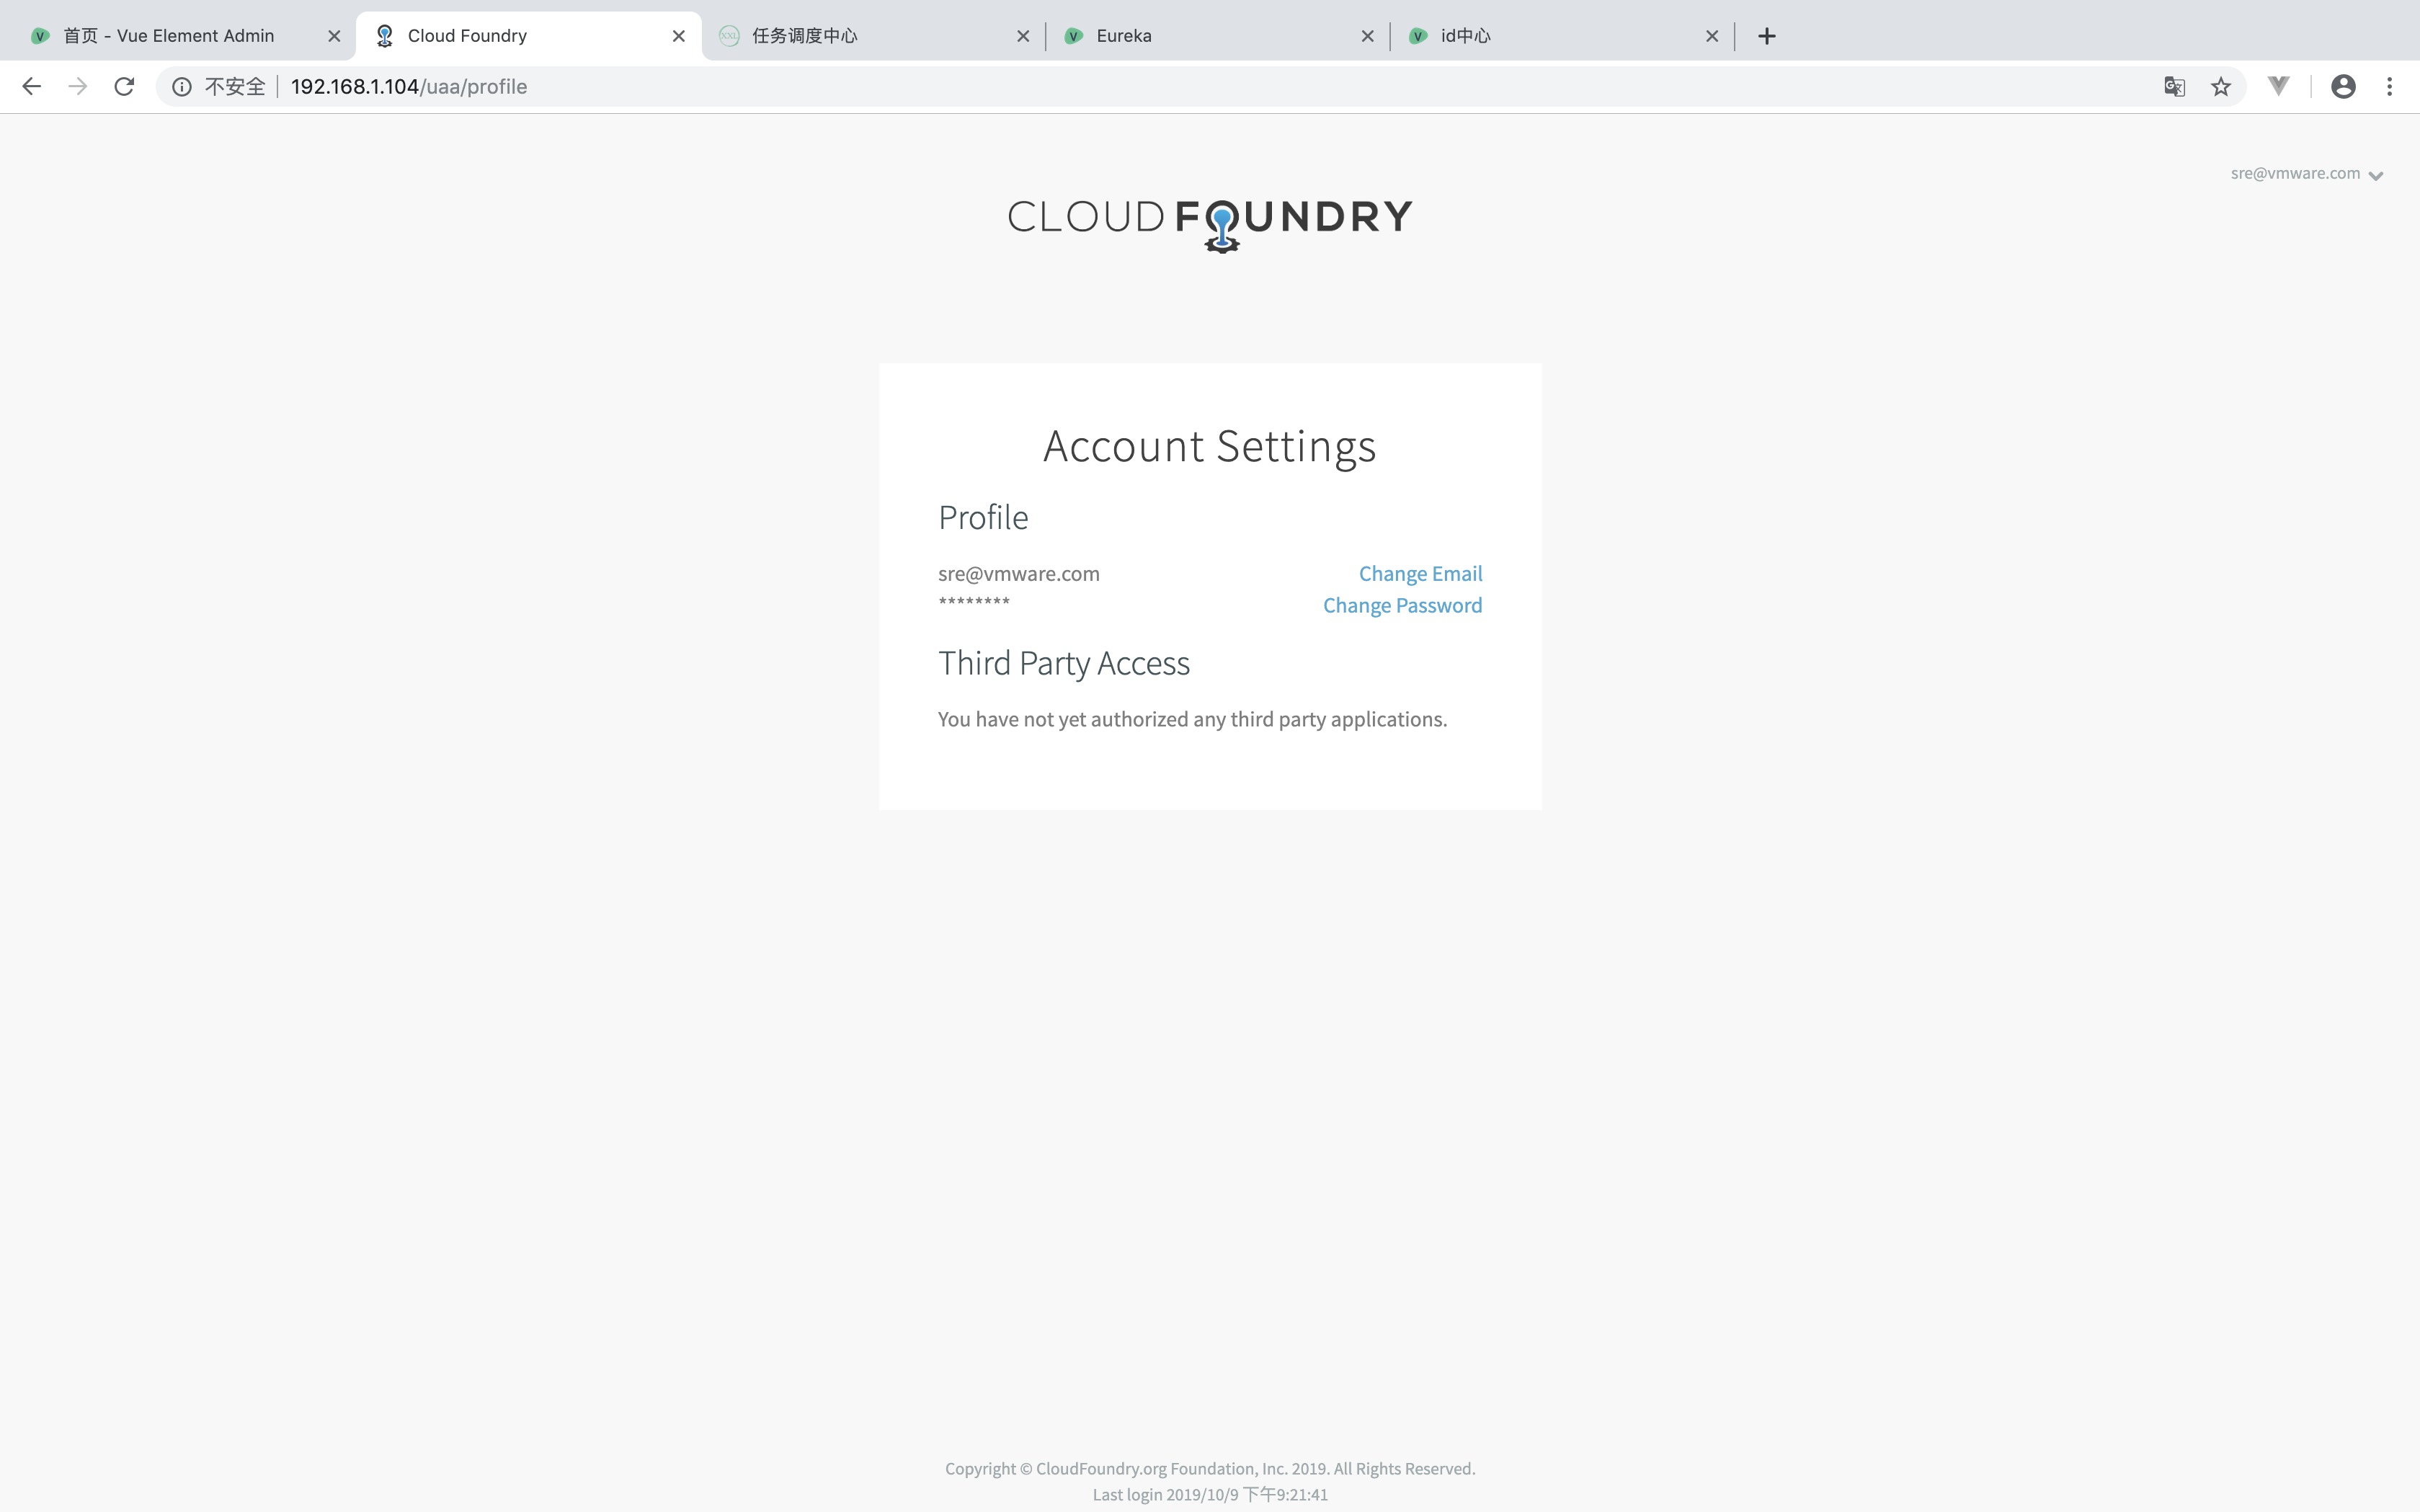 首页 - Vue Element Admin
Cloud Foundry
任务调度中心
Eureka
id中心
不安全
192.168.1.104/uaa/profile
sre@vmware.com
CLOUD FOUNDRY
Account Settings
Profile
sre@vmware.com
Change Email
********
Change Password
Third Party Access
You have not yet authorized any third party applications.
Copyright © CloudFoundry.org Foundation, Inc. 2019. All Rights Reserved.
Last login 2019/10/9 下午9:21:41